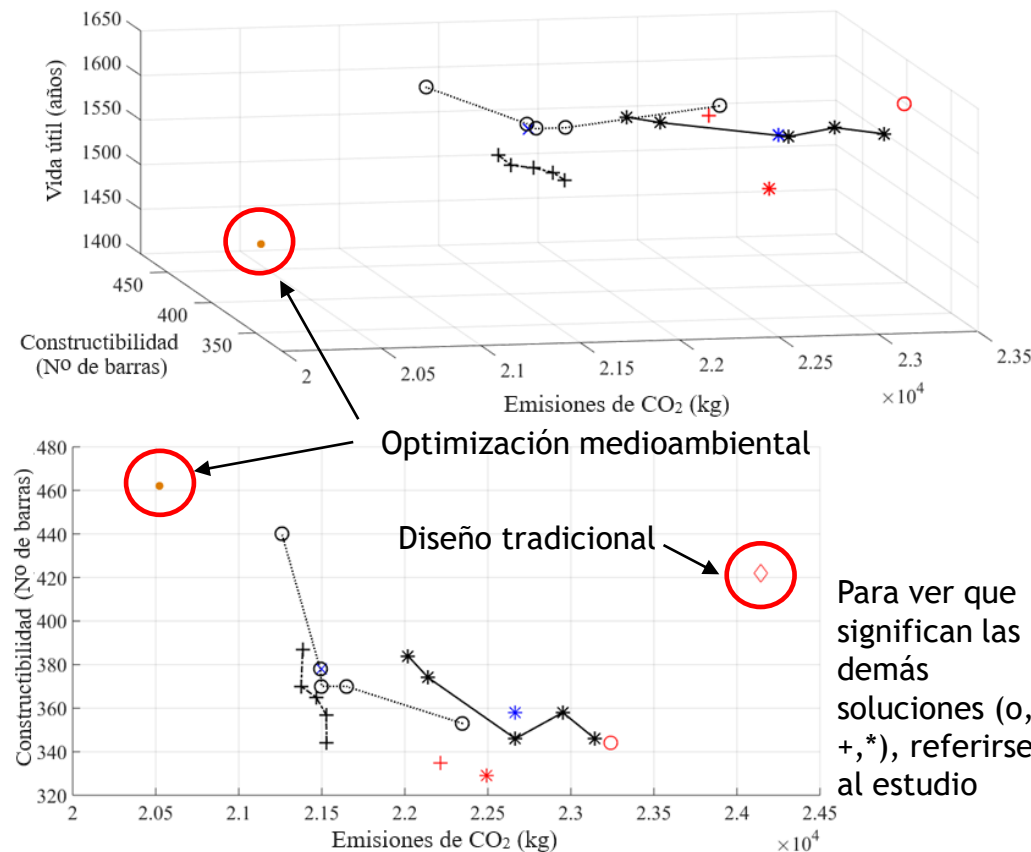 1650
1600
1550
1500
1450
1400
Vida útil (años)
450
400
350
Constructibilidad
(Nº de barras)
2
2.05
2.1
2.15
2.2
2.25
2.3
2.35
Emisiones de CO₂ (kg)
×10⁴
Optimización medioambiental
Diseño tradicional
480
460
440
420
400
380
360
340
320
Constructibilidad (Nº de barras)
2
2.05
2.1
2.15
2.2
2.25
2.3
2.35
2.4
2.45
Emisiones de CO₂ (kg)
×10⁴
Para ver que
significan las
demás
soluciones (o,
+,*), referirse
al estudio